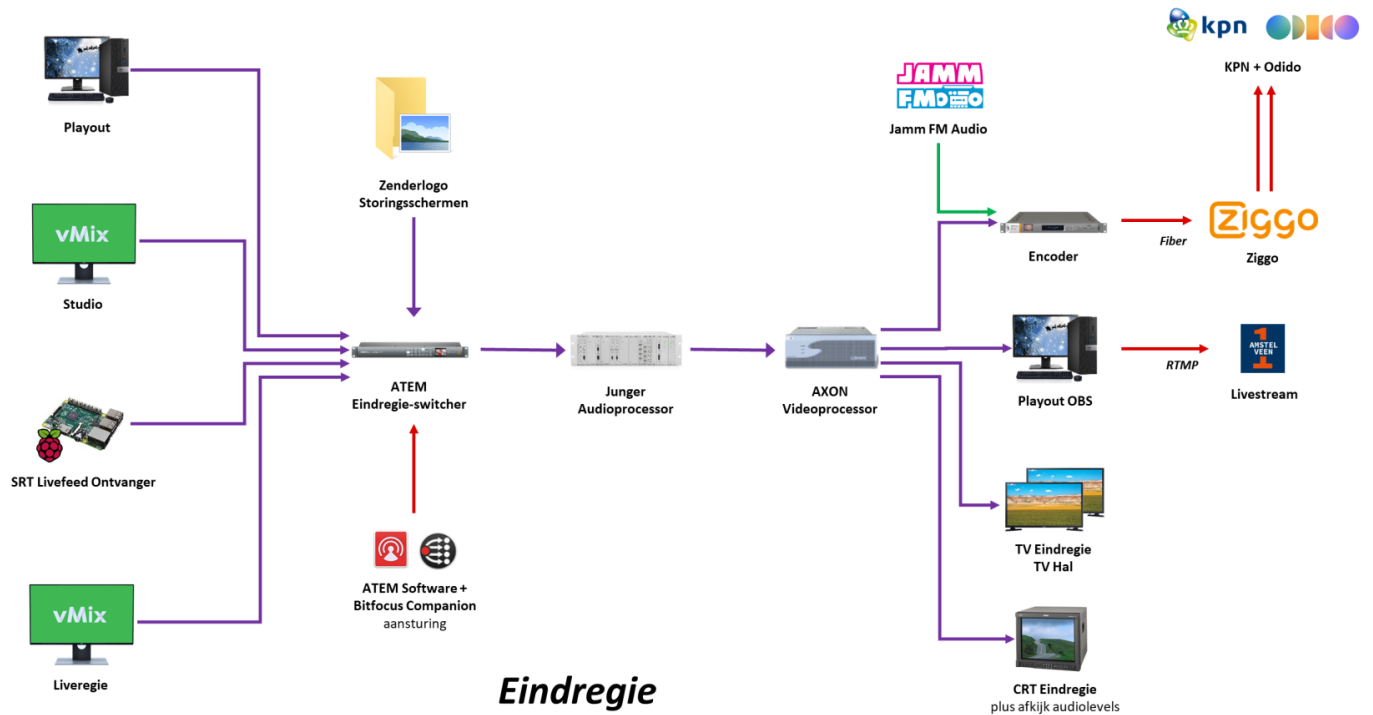 kpn
KPN + Odido
Playout
JAMM
FM
Jamm FM Audio
Zenderlogo
Storingsschermen
vMix
Studio
ziggo
Fiber
Encoder
Ziggo
ATEM
Eindregie-switcher
Junger
Audioprocessor
AXON
Videoprocessor
Playout OBS
RTMP
AMSTEL
VEEN
1
Livestream
SRT Livefeed Ontvanger
TV Eindregie
TV Hal
ATEM Software +
Bitfocus Companion
aansturing
vMix
Liveregie
Eindregie
CRT Eindregie
plus afkijk audiolevels